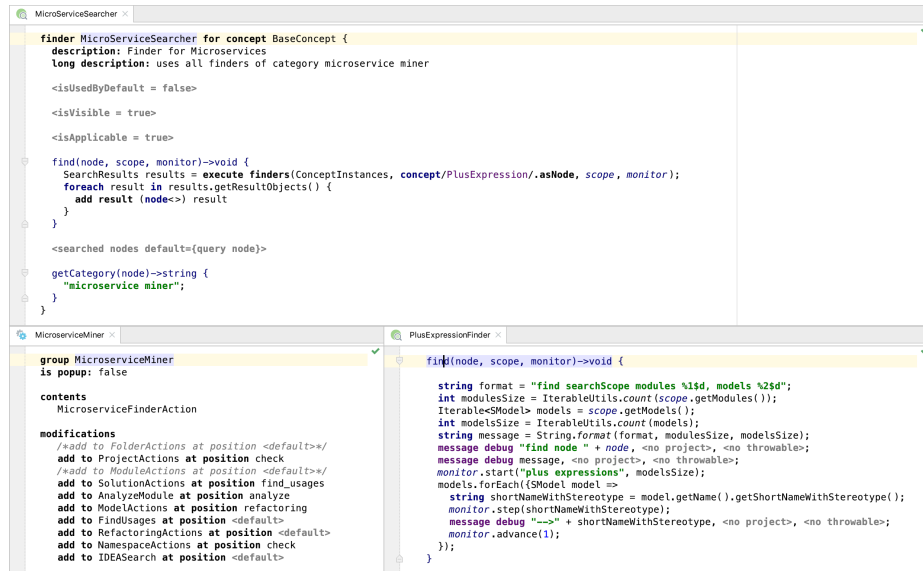 MicroServiceSearcher
finder MicroServiceSearcher for concept BaseConcept {
description: Finder for Microservices
long description: uses all finders of category microservice miner
<isUsedByDefault = false>
<isVisible = true>
<isApplicable = true>
find(node, scope, monitor)->void {
SearchResults results = execute finders(ConceptInstances, concept/PlusExpression/.asNode, scope, monitor);
foreach result in results.getResultObjects() {
add result (node<>) result
}
}
<searched nodes default={query node}>
getCategory(node)->string {
"microservice miner";
}
}
MicroserviceMiner
group MicroserviceMiner
is popup: false
contents
MicroserviceFinderAction
modifications
/*add to FolderActions at position <default>*/
add to ProjectActions at position check
/*add to ModuleActions at position <default>*/
add to SolutionActions at position find_usages
add to AnalyzeModule at position analyze
add to ModelActions at position refactoring
add to FindUsages at position <default>
add to RefactoringActions at position <default>
add to NamespaceActions at position check
add to IDEASearch at position <default>
PlusExpressionFinder
find(node, scope, monitor)->void {
string format = "find searchScope modules %1$d, models %2$d";
int modulesSize = IterableUtils.count(scope.getModules());
Iterable<SModel> models = scope.getModels();
int modelsSize = IterableUtils.count(models);
string message = String.format(format, modulesSize, modelsSize);
message debug "find node " + node, <no project>, <no throwable>;
message debug message, <no project>, <no throwable>;
monitor.start("plus expressions", modelsSize);
models.forEach({SModel model =>
string shortNameWithStereotype = model.getName().getShortNameWithStereotype();
monitor.step(shortNameWithStereotype);
message debug "-->" + shortNameWithStereotype, <no project>, <no throwable>;
monitor.advance(1);
});
}